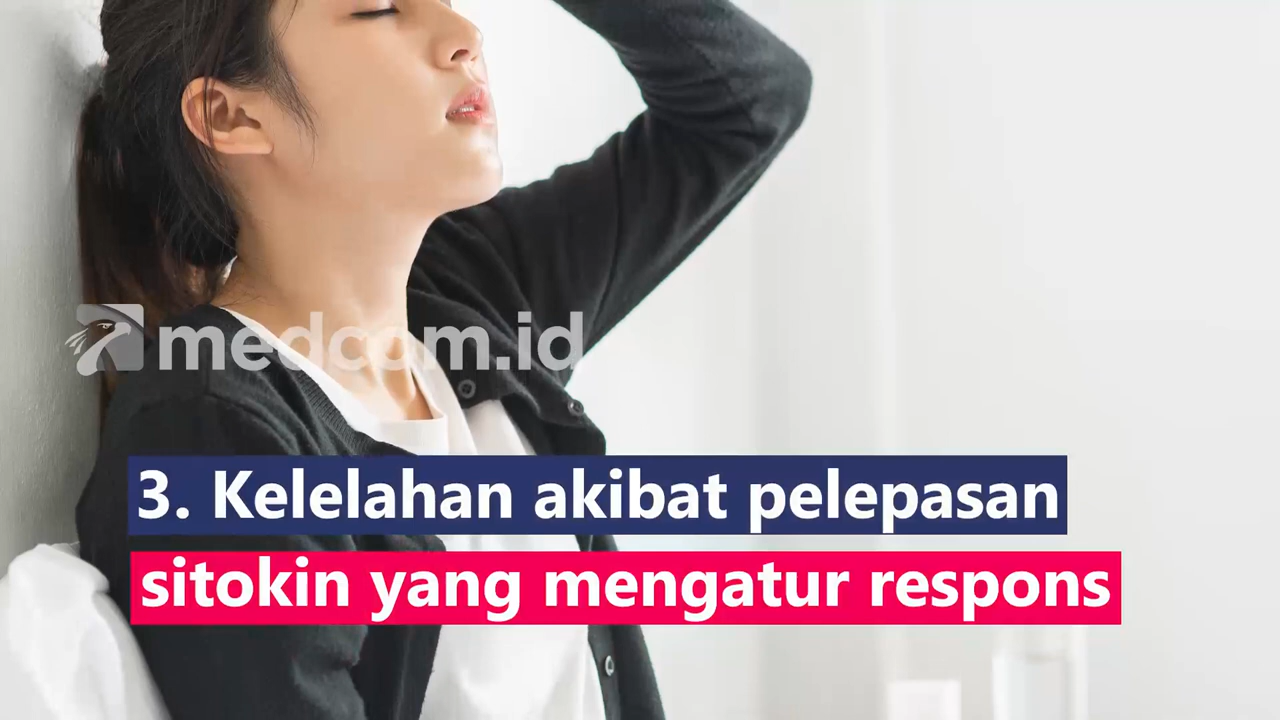 medcom.id
3. Kelelahan akibat pelepasan
sitokin yang mengatur respons